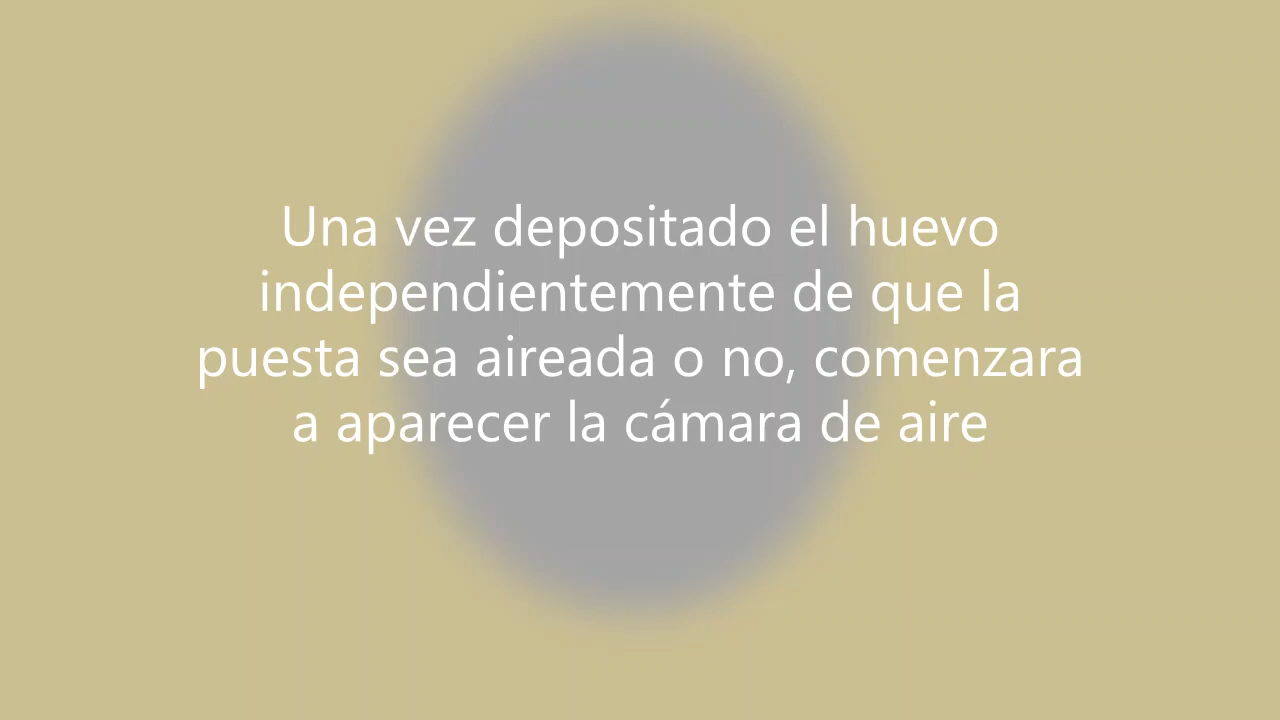 Una vez depositado el huevo
independientemente de que la
puesta sea aireada o no, comenzara
a aparecer la cámara de aire